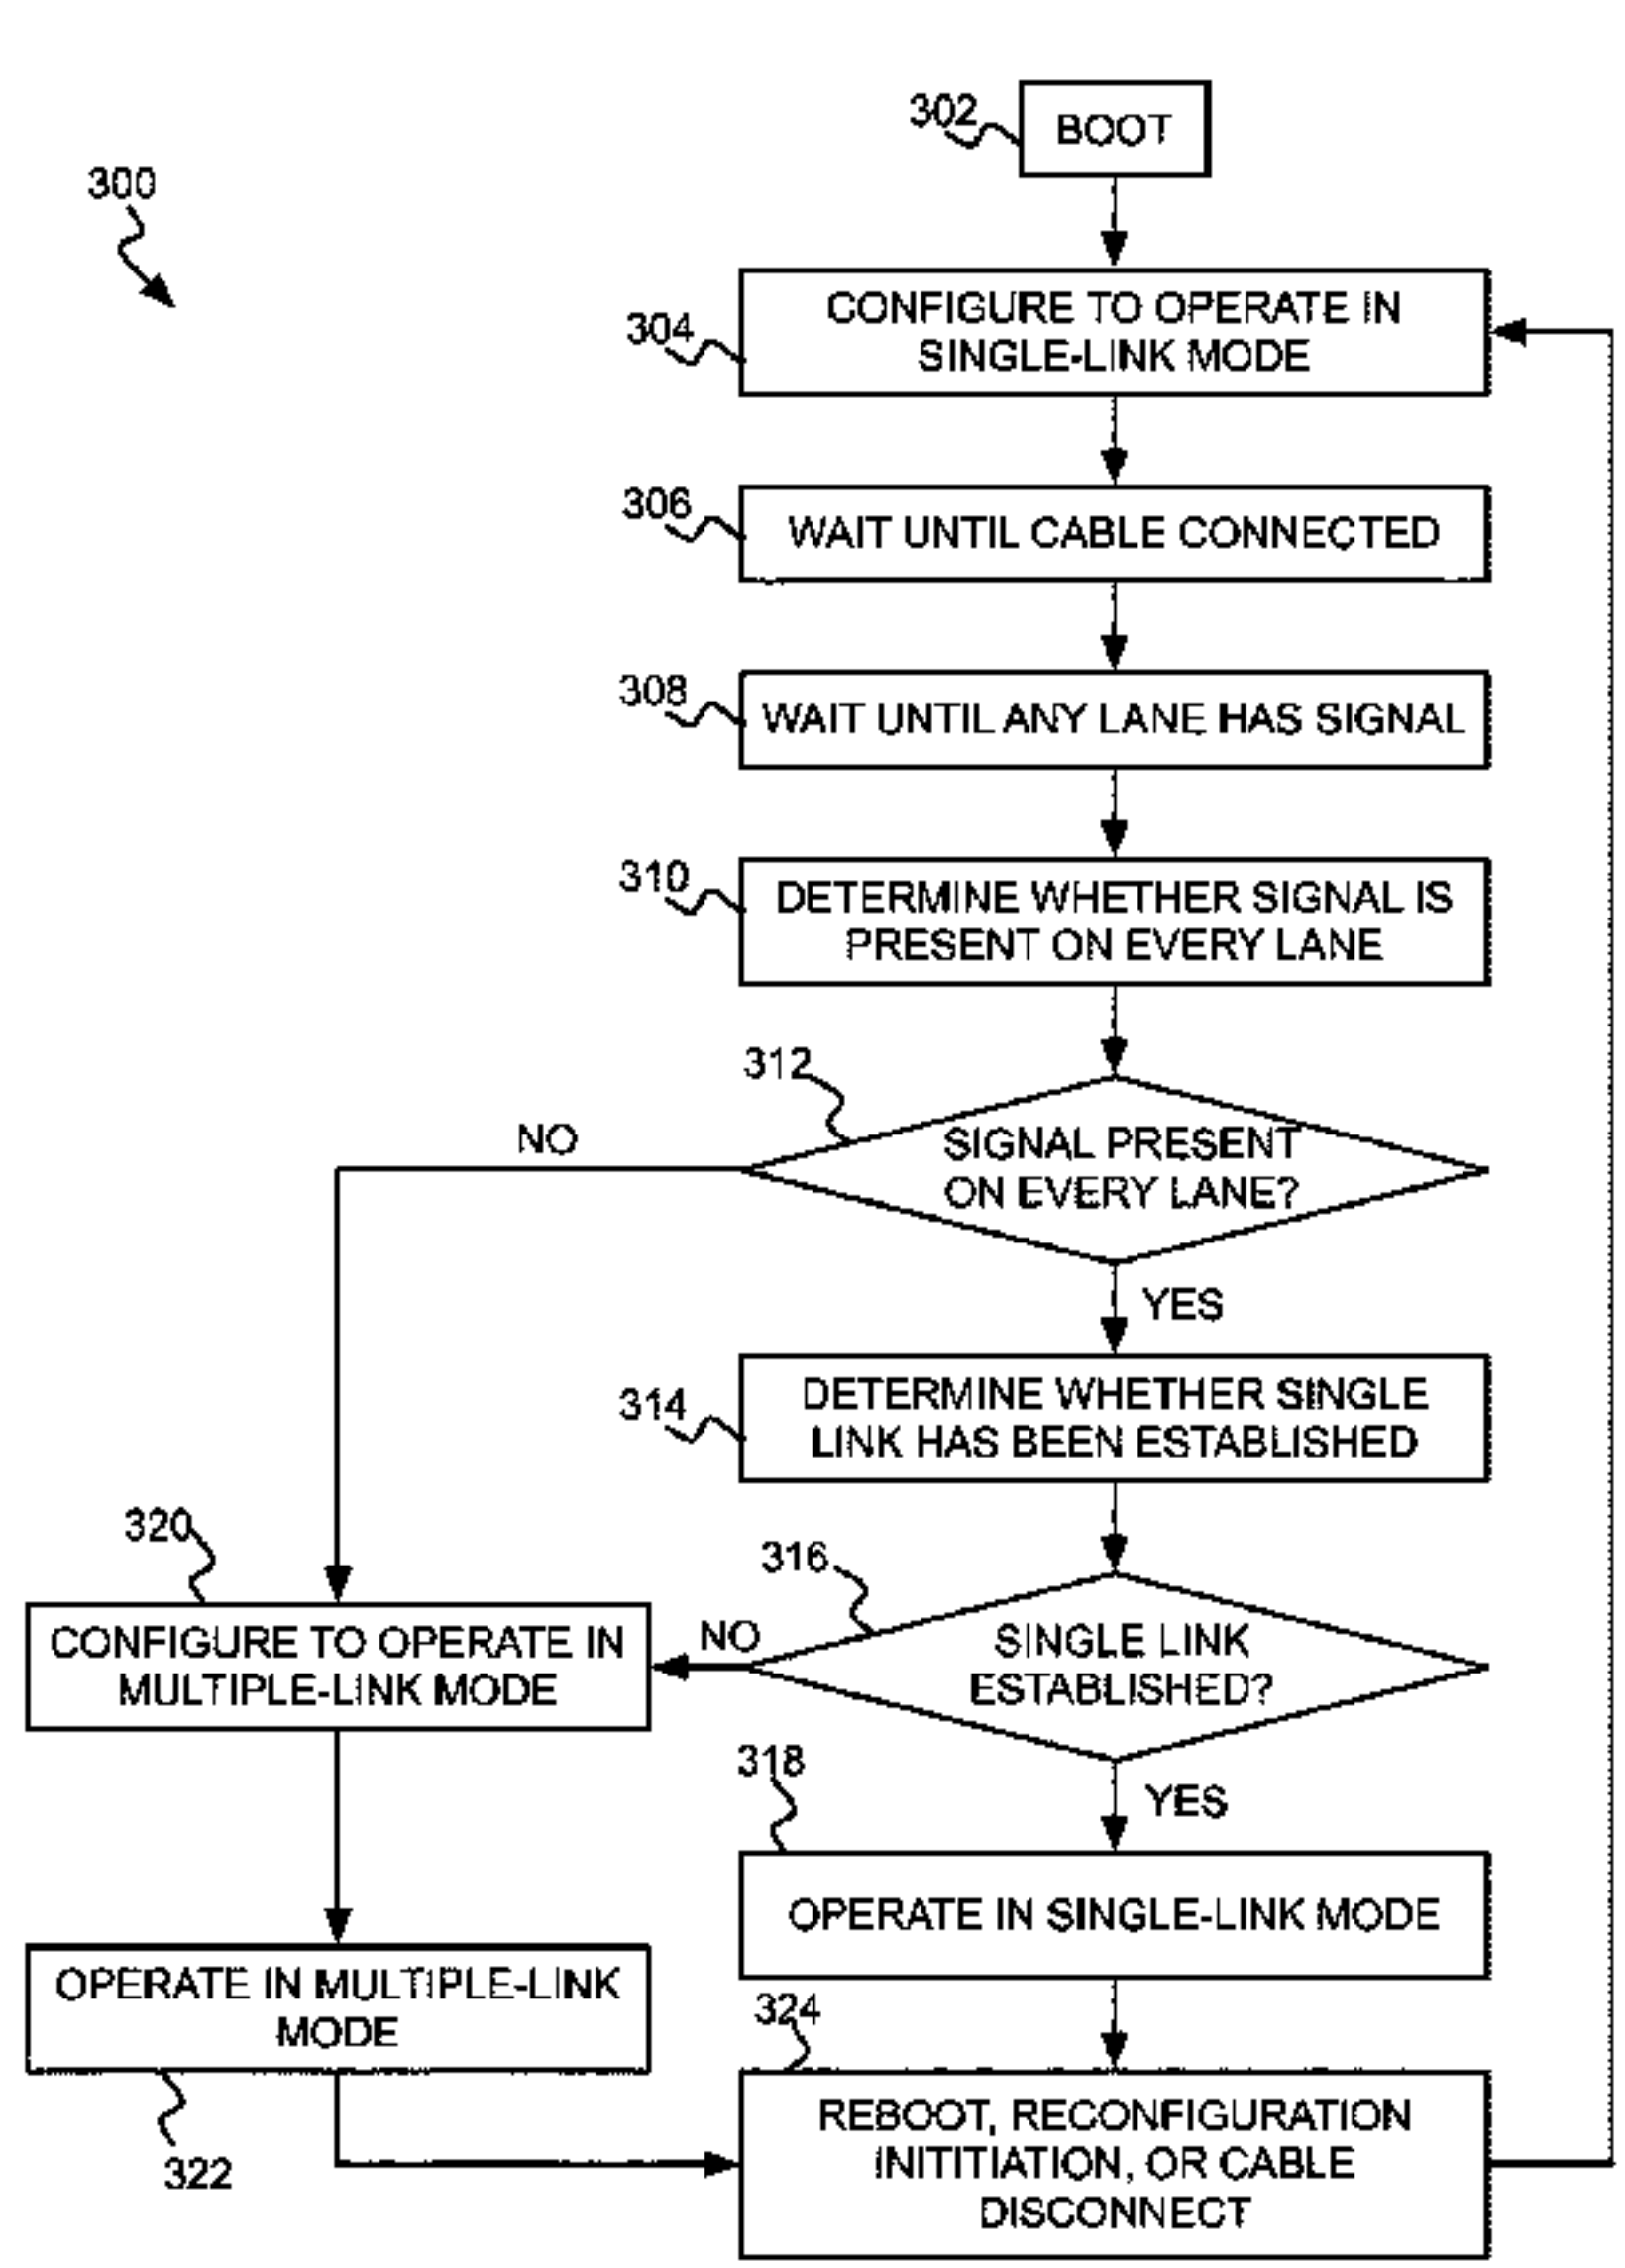 302
BOOT
300
304
CONFIGURE TO OPERATE IN
SINGLE-LINK MODE
306
WAIT UNTIL CABLE CONNECTED
308
WAIT UNTIL ANY LANE HAS SIGNAL
310
DETERMINE WHETHER SIGNAL IS
PRESENT ON EVERY LANE
312
NO
SIGNAL PRESENT
ON EVERY LANE?
YES
314
DETERMINE WHETHER SINGLE
LINK HAS BEEN ESTABLISHED
320
316
CONFIGURE TO OPERATE IN
MULTIPLE-LINK MODE
NO
SINGLE LINK
ESTABLISHED?
318
YES
OPERATE IN SINGLE-LINK MODE
OPERATE IN MULTIPLE-LINK
MODE
324
322
REBOOT, RECONFIGURATION
INITITIATION, OR CABLE
DISCONNECT